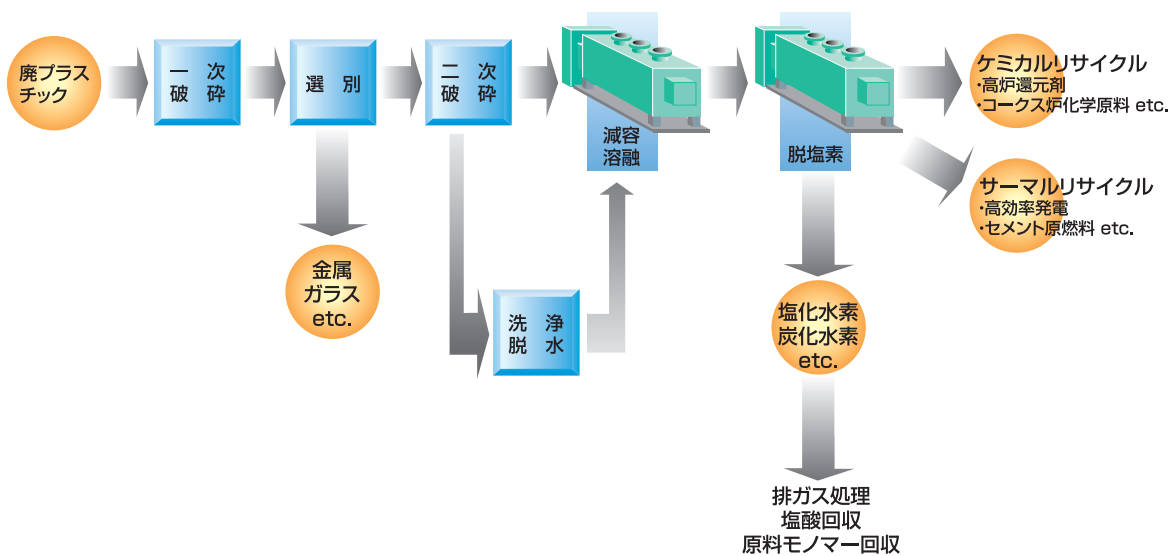 廃プラス
チック
一 次
破 砕
選 別
二 次
破 砕
減容
溶融
脱塩素
ケミカルリサイクル
・高炉還元剤
・コークス炉化学原料 etc.
サーマルリサイクル
・高効率発電
・セメント原燃料 etc.
金属
ガラス
etc.
洗 浄
脱 水
塩化水素
炭化水素
etc.
排ガス処理
塩酸回収
原料モノマー回収